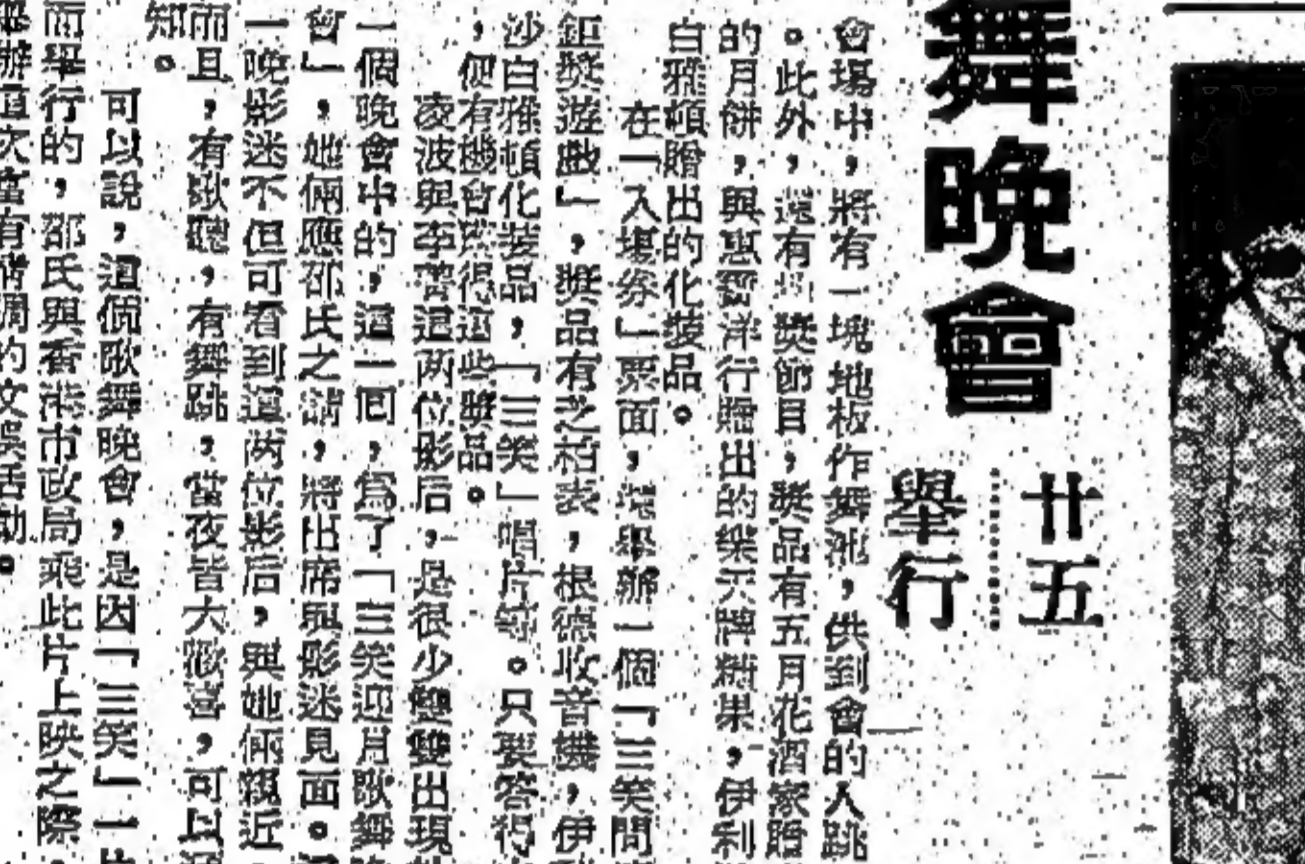 舞晚會
廿五
舉行
會場中，將有一塊地板作舞池，供到會的人跳
。此外，還有抽獎節目，獎品有五月花酒家贈
的月餅，與惠爾洋行贈出的樂天牌糖果，伊利
白雅頓贈出的化裝品。
在「入塲券」票面，還舉辦一個「三笑問
鉅獎遊戲」，獎品有芝柏表，根德收音機，伊
沙白雅頓化裝品，「三笑」唱片等。只要答得
，便有機會獲得這些獎品。
凌波與李菁這兩位影后，是很少雙雙出現
一個晚會中的，這一回，爲了「三笑迎月歌舞
會」，她倆應邵氏之請，將出席與影迷見面。
一晚影迷不但可看到這兩位影后，與她倆親近，
而且，有歌聽，有舞跳，當夜皆大歡喜，可以
知。
可以說，這個歌舞晚會，是因「三笑」一片
而舉行的，邵氏與香港市政局乘此片上映之際，
舉辦這次富有情調的文娛活動。